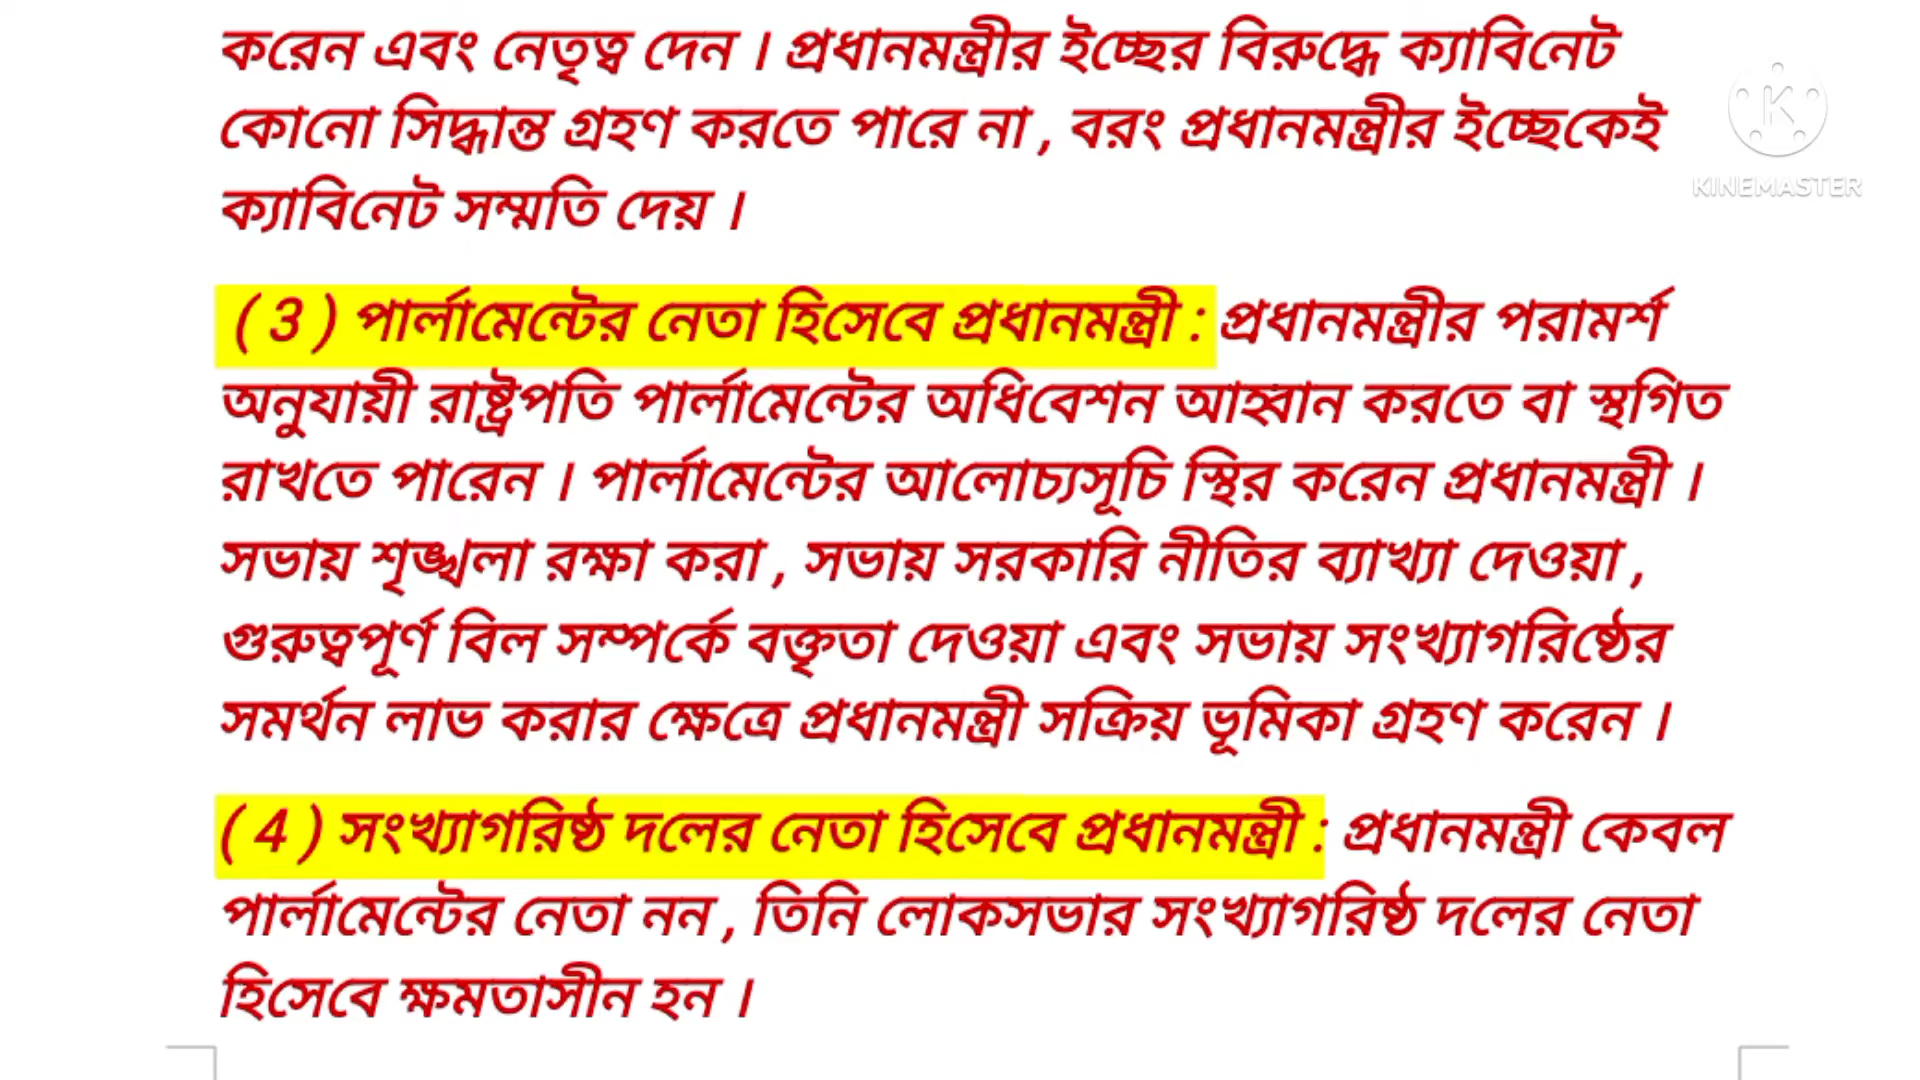 করেন এবং নেতৃত্ব দেন । প্রধানমন্ত্রীর ইচ্ছের বিরুদ্ধে ক্যাবিনেট
কোনো সিদ্ধান্ত গ্রহণ করতে পারে না , বরং প্রধানমন্ত্রীর ইচ্ছেকেই
ক্যাবিনেট সম্মতি দেয় ।
KINEMASTER
( 3 ) পার্লামেন্টের নেতা হিসেবে প্রধানমন্ত্রী : প্রধানমন্ত্রীর পরামর্শ
অনুযায়ী রাষ্ট্রপতি পার্লামেন্টের অধিবেশন আহ্বান করতে বা স্থগিত
রাখতে পারেন । পার্লামেন্টের আলোচ্যসূচি স্থির করেন প্রধানমন্ত্রী ।
সভায় শৃঙ্খলা রক্ষা করা , সভায় সরকারি নীতির ব্যাখ্যা দেওয়া ,
গুরুত্বপূর্ণ বিল সম্পর্কে বক্তৃতা দেওয়া এবং সভায় সংখ্যাগরিষ্ঠের
সমর্থন লাভ করার ক্ষেত্রে প্রধানমন্ত্রী সক্রিয় ভূমিকা গ্রহণ করেন ।
( 4 ) সংখ্যাগরিষ্ঠ দলের নেতা হিসেবে প্রধানমন্ত্রী : প্রধানমন্ত্রী কেবল
পার্লামেন্টের নেতা নন , তিনি লোকসভার সংখ্যাগরিষ্ঠ দলের নেতা
হিসেবে ক্ষমতাসীন হন ।